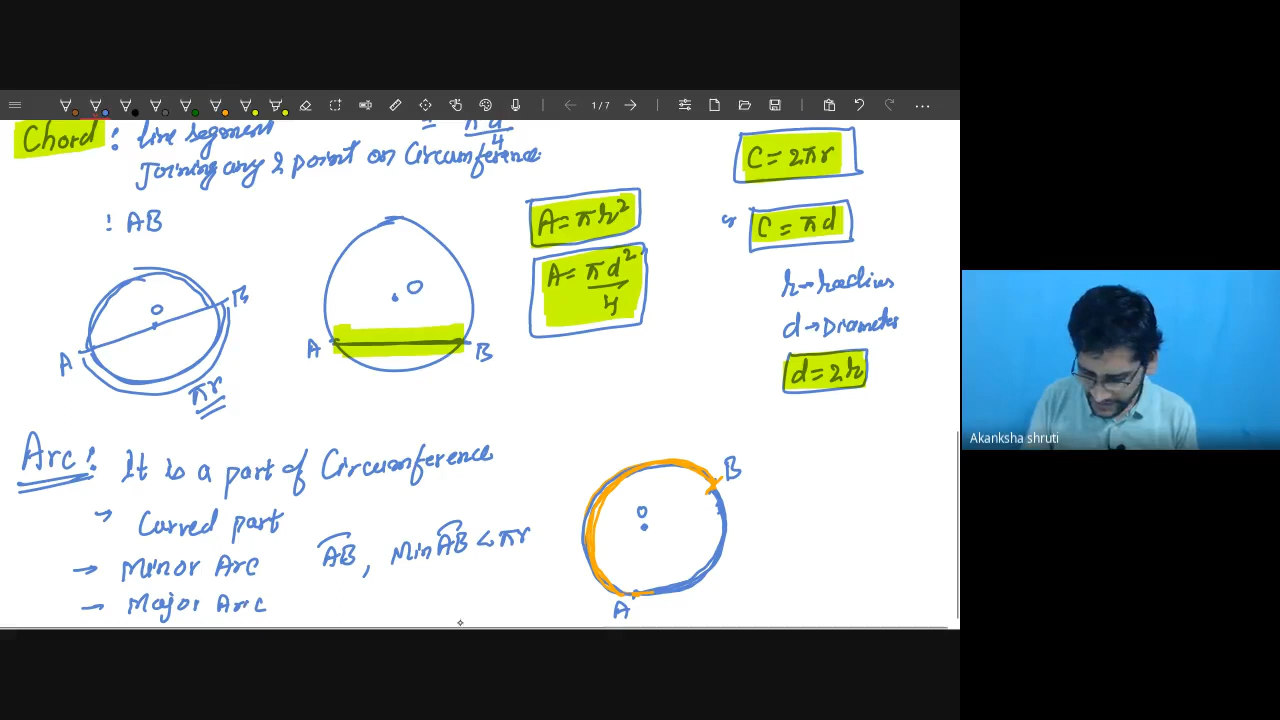 1/7
Chord : Line segment
πd
4
Joining any 2 point on Circumference
: AB
O
A
B
πr
O
A
B
A = πr²
A = πd²
4
C = 2πr
or C = πd
r → radius
d → Diameter
d = 2r
Akanksha shruti
Arc : It is a part of Circumference
→ Curved part
→ Minor Arc
AB, Min AB < πr
→ Major Arc
O
B
A